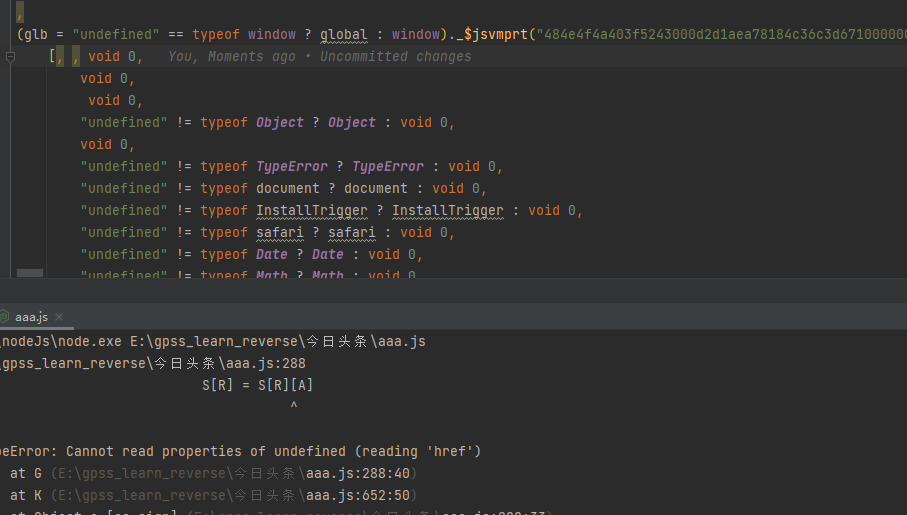 ,
(glb = "undefined" == typeof window ? global : window)._$jsvmprt("484e4f4a403f5243000d2d1aea78184c36c3d67100000
[, , void 0,   You, Moments ago • Uncommitted changes
void 0,
void 0,
"undefined" != typeof Object ? Object : void 0,
void 0,
"undefined" != typeof TypeError ? TypeError : void 0,
"undefined" != typeof document ? document : void 0,
"undefined" != typeof InstallTrigger ? InstallTrigger : void 0,
"undefined" != typeof safari ? safari : void 0,
"undefined" != typeof Date ? Date : void 0,
"undefined" != typeof Math ? Math : void 0
aaa.js ×
\nodeJs\node.exe E:\gpss_learn_reverse\今日头条\aaa.js
\gpss_learn_reverse\今日头条\aaa.js:288
S[R] = S[R][A]
^
peError: Cannot read properties of undefined (reading 'href')
at G (E:\gpss_learn_reverse\今日头条\aaa.js:288:40)
at K (E:\gpss_learn_reverse\今日头条\aaa.js:652:50)